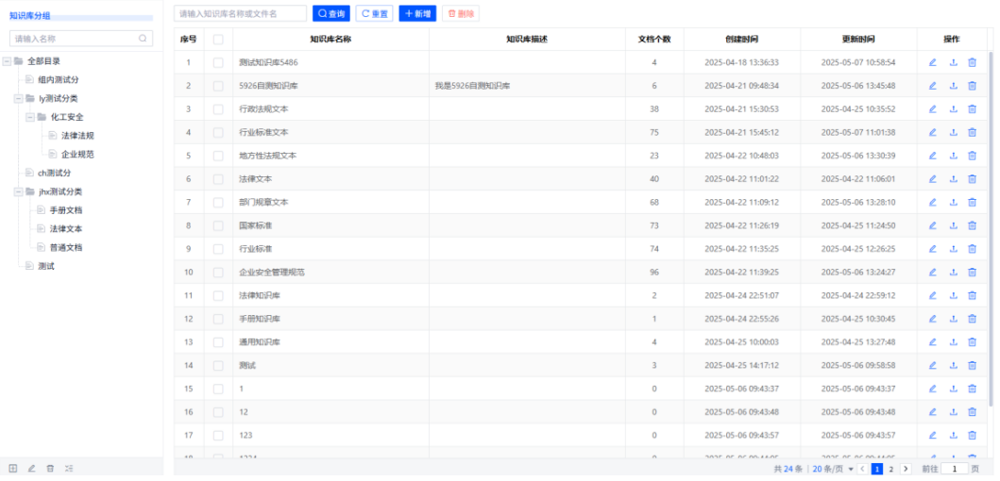 知识库分组
请输入名称
全部目录
组内测试分
ly测试分类
化工安全
法律法规
企业规范
ch测试分
jhx测试分类
手册文档
法律文本
普通文档
测试
请输入知识库名称或文件名 查询 重置 新增 删除
序号 知识库名称 知识库描述 文档个数 创建时间 更新时间 操作
1 测试知识库5486 4 2025-04-18 13:36:33 2025-05-07 10:58:54
2 5926自测知识库 我是5926自测知识库 6 2025-04-21 09:48:34 2025-05-06 13:45:48
3 行政法规文本 38 2025-04-21 15:30:53 2025-04-25 10:35:52
4 行业标准文本 75 2025-04-21 15:45:12 2025-05-07 11:01:38
5 地方性法规文本 23 2025-04-22 10:48:03 2025-05-06 13:30:39
6 法律文本 40 2025-04-22 11:01:22 2025-04-22 11:06:01
7 部门规章文本 68 2025-04-22 11:09:12 2025-05-06 13:28:10
8 国家标准 73 2025-04-22 11:26:19 2025-04-25 11:24:50
9 行业标准 74 2025-04-22 11:35:25 2025-04-25 12:26:25
10 企业安全管理规范 96 2025-04-22 11:39:25 2025-05-06 13:24:27
11 法律知识库 2 2025-04-24 22:51:07 2025-04-24 22:59:12
12 手册知识库 1 2025-04-24 22:55:26 2025-04-25 10:30:45
13 通用知识库 4 2025-04-25 10:00:03 2025-04-25 13:27:48
14 测试 3 2025-04-25 14:17:12 2025-05-06 09:58:58
15 1 0 2025-05-06 09:43:37 2025-05-06 09:43:37
16 12 0 2025-05-06 09:43:48 2025-05-06 09:43:48
17 123 0 2025-05-06 09:43:57 2025-05-06 09:43:57
共 24 条 20 条/页 1 2 前往 1 页